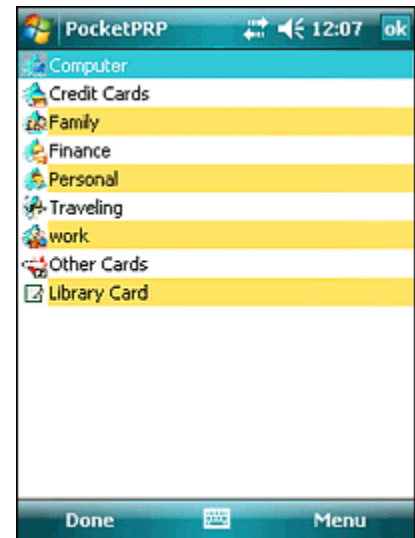 PocketPRP 12:07 ok
Computer
Credit Cards
Family
Finance
Personal
Traveling
work
Other Cards
Library Card
Done Menu